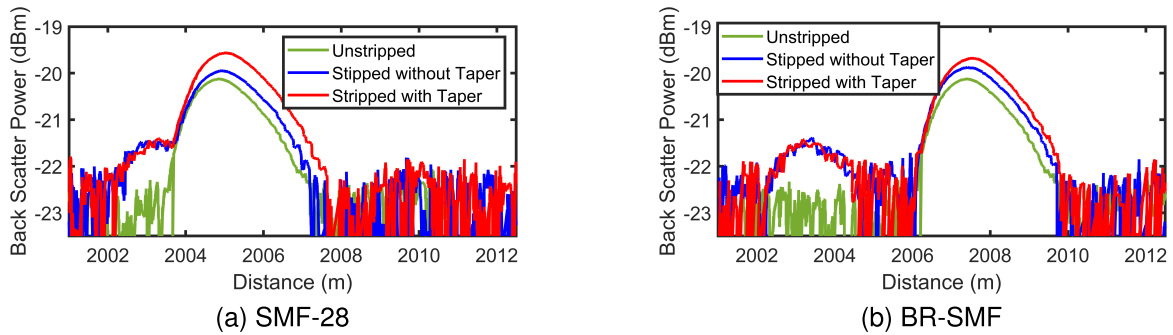 Back Scatter Power (dBm)
-19
-20
-21
-22
-23
Unstripped
Stipped without Taper
Stripped with Taper
2002 2004 2006 2008 2010 2012
Distance (m)
(a) SMF-28
Back Scatter Power (dBm)
-19
-20
-21
-22
-23
Unstripped
Stipped without Taper
Stripped with Taper
2002 2004 2006 2008 2010 2012
Distance (m)
(b) BR-SMF